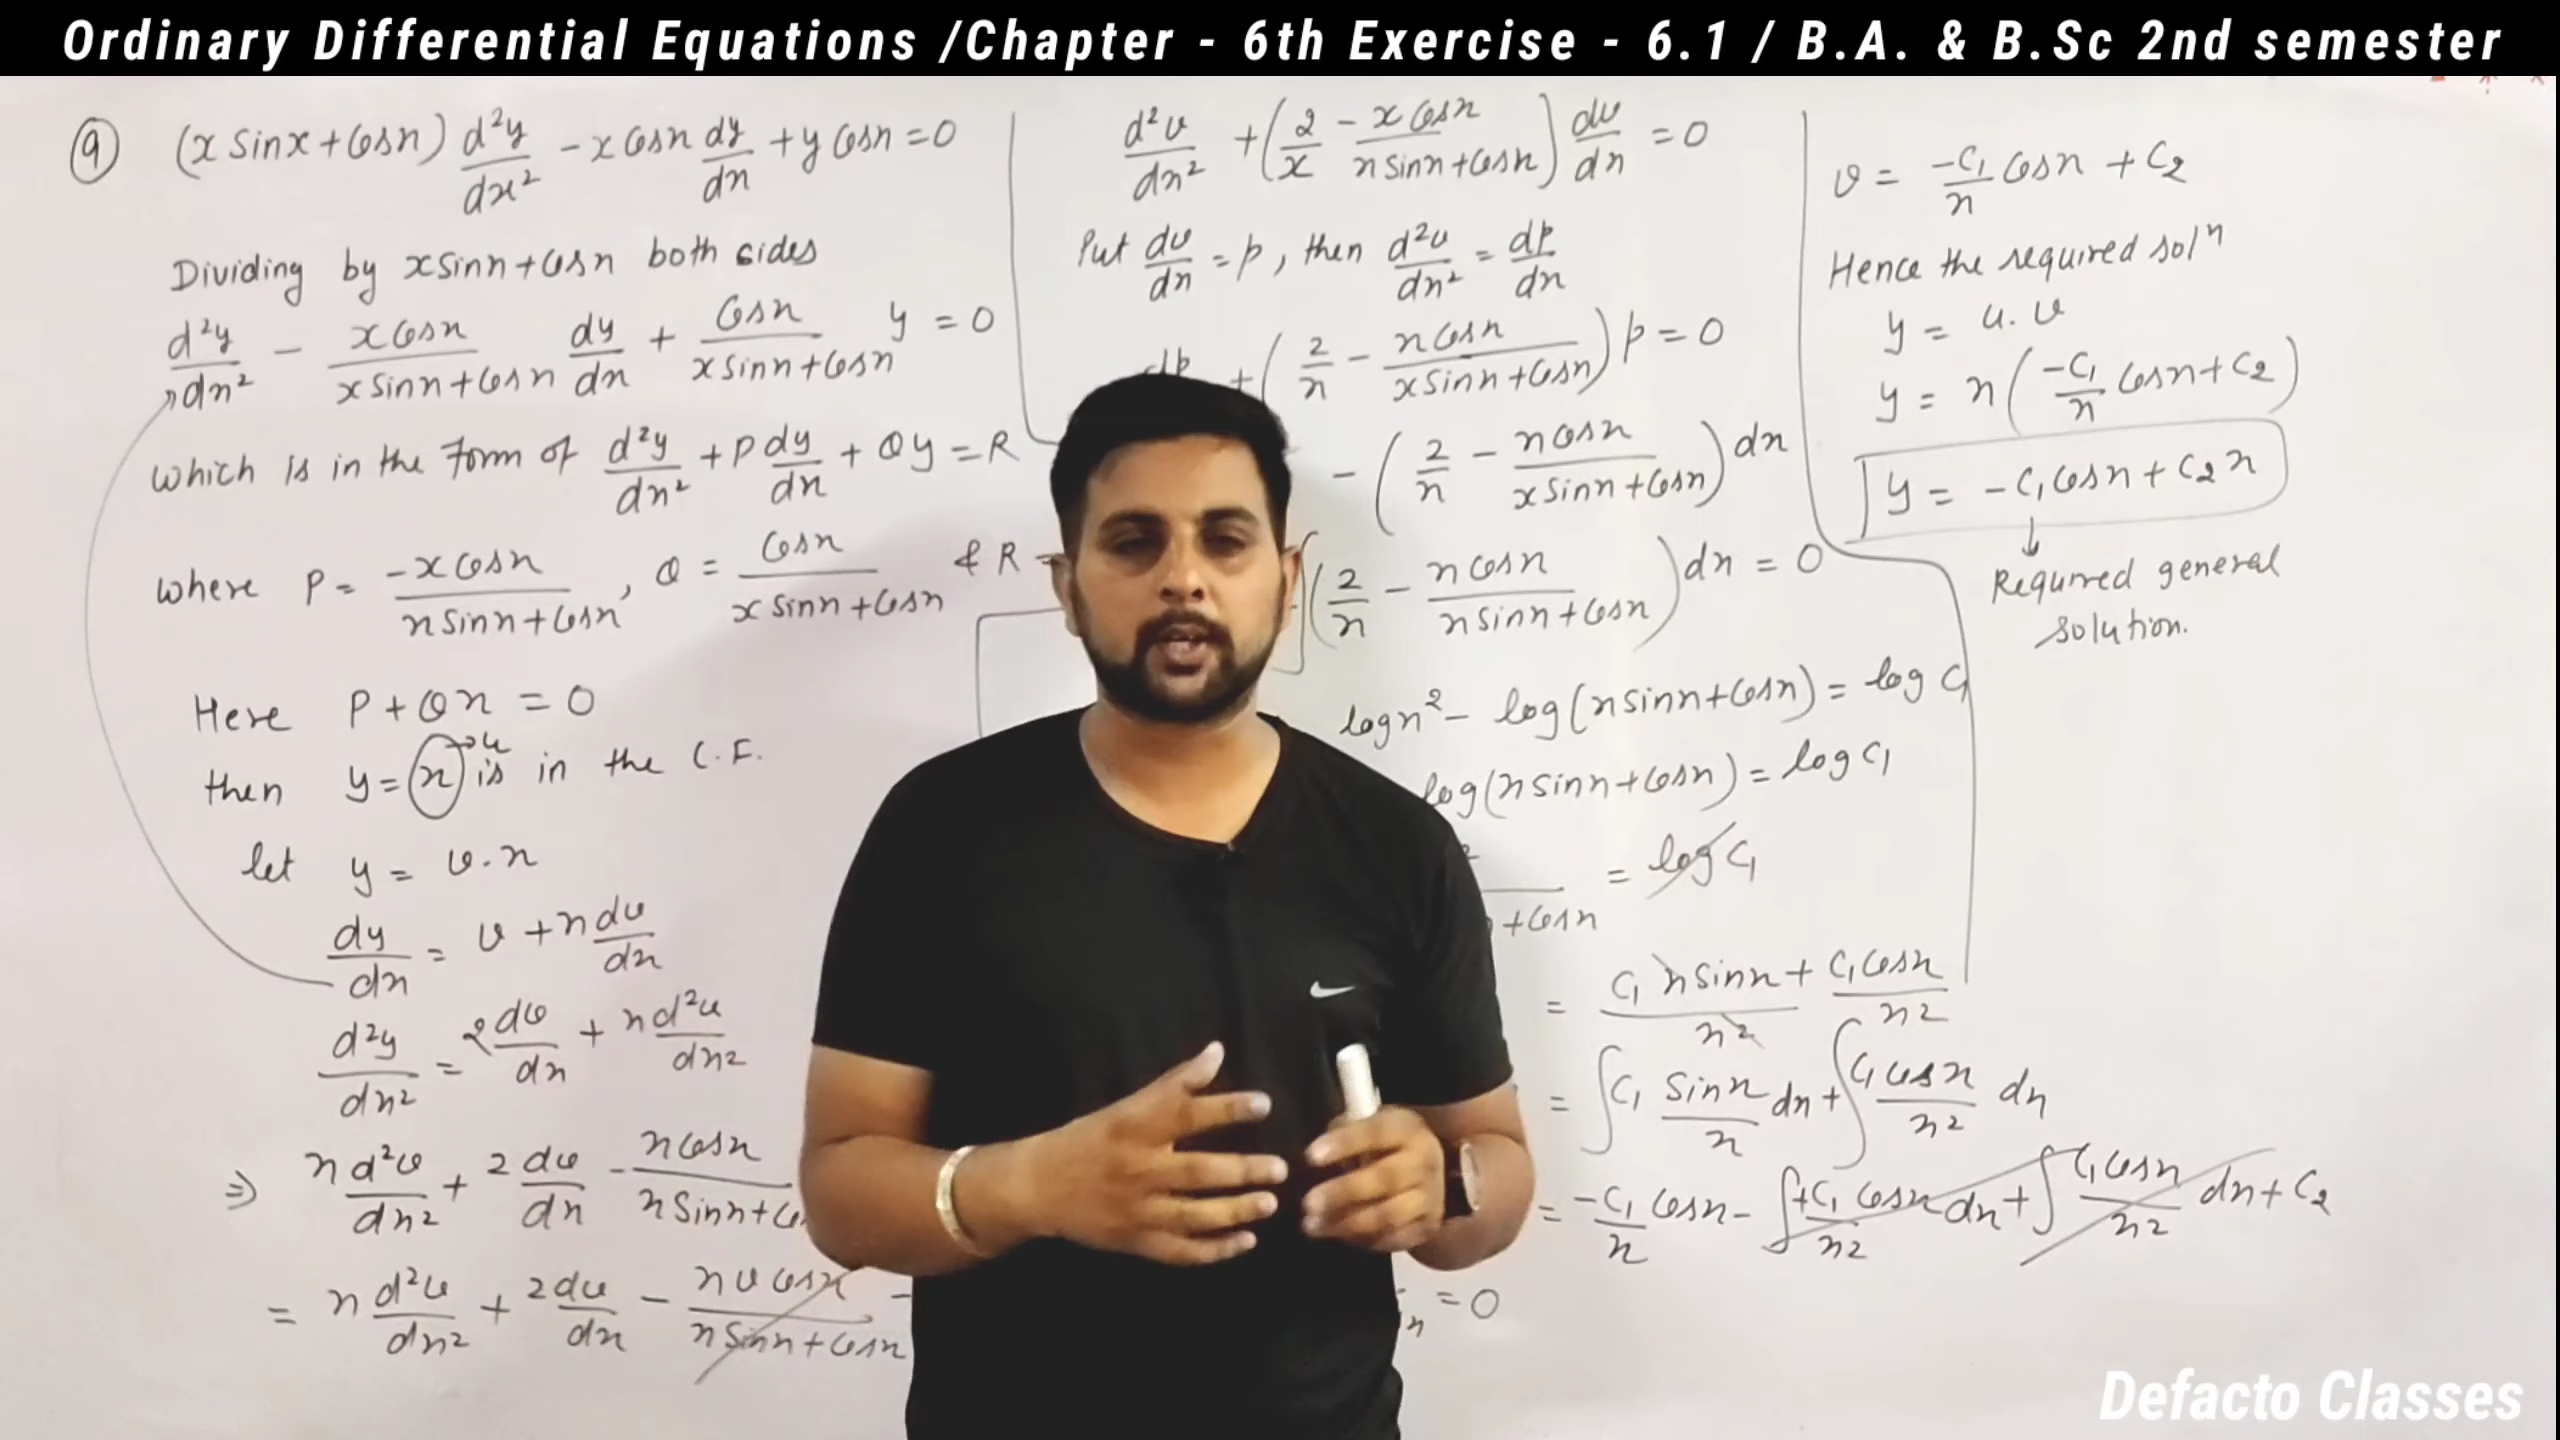 Ordinary Differential Equations /Chapter - 6th Exercise - 6.1 / B.A. & B.Sc 2nd semester
⑨ (x sinx + cosx) d²y/dx² - x cosx dy/dx + y cosx = 0
Dividing by x sinx + cosx both sides
d²y/dx² - x cosx/(x sinx + cosx) dy/dx + cosx/(x sinx + cosx) y = 0
which is in the form of d²y/dx² + P dy/dx + Qy = R
where P = -x cosx/(x sinx + cosx), Q = cosx/(x sinx + cosx) & R
Here P + Qx = 0
then y = x → u is in the C.F.
let y = v.x
dy/dx = v + x dv/dx
d²y/dx² = 2 dv/dx + x d²v/dx²
⇒ x d²v/dx² + 2 dv/dx - x cosx/(x sinx +
= x d²v/dx² + 2 dv/dx - x v cosx/(x sinx + cosx) -
= 0
d²v/dx² + (2/x - x cosx/(x sinx + cosx)) dv/dx = 0
Put dv/dx = p, then d²v/dx² = dp/dx
+ (2/x - x cosx/(x sinx + cosx)) p = 0
- (2/x - x cosx/(x sinx + cosx)) dx
(2/x - x cosx/(x sinx + cosx)) dx = 0
log x² - log (x sinx + cosx) = log c₁
log (x sinx + cosx) = log c₁
+ cosx = log c₁
= c₁ x sinx/x² + c₁ cosx/x²
= ∫ c₁ sinx/x dx + ∫ c₁ cosx/x² dx
= -c₁/x cosx - ∫ +c₁/x² cosx dx + ∫ c₁ cosx/x² dx + c₂
v = -c₁/x cosx + c₂
Hence the required solⁿ
y = u.v
y = x (-c₁/x cosx + c₂)
y = -c₁ cosx + c₂ x
↓
Required general
solution.
Defacto Classes